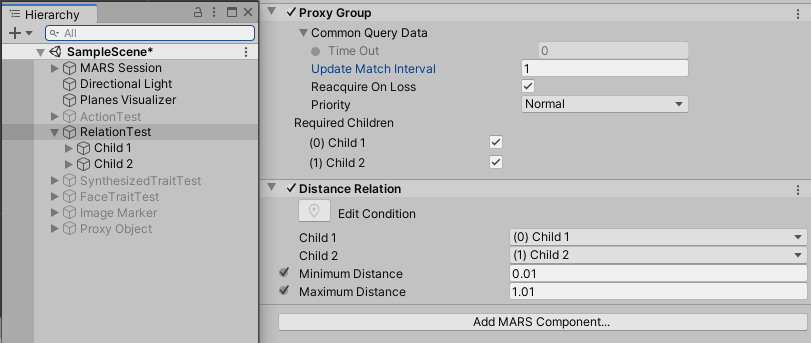 Hierarchy
All
SampleScene*
MARS Session
Directional Light
Planes Visualizer
ActionTest
RelationTest
Child 1
Child 2
SynthesizedTraitTest
FaceTraitTest
Image Marker
Proxy Object
Proxy Group
Common Query Data
Time Out 0
Update Match Interval 1
Reacquire On Loss
Priority Normal
Required Children
(0) Child 1
(1) Child 2
Distance Relation
Edit Condition
Child 1 (0) Child 1
Child 2 (1) Child 2
Minimum Distance 0.01
Maximum Distance 1.01
Add MARS Component...